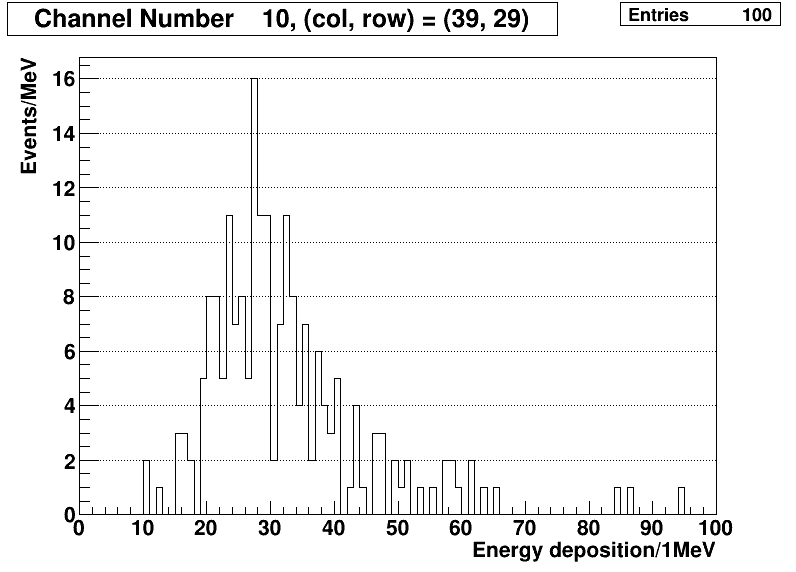 Channel Number 10, (col, row) = (39, 29)
Entries 100
Events/MeV
16
14
12
10
8
6
4
2
0
0 10 20 30 40 50 60 70 80 90 100
Energy deposition/1MeV